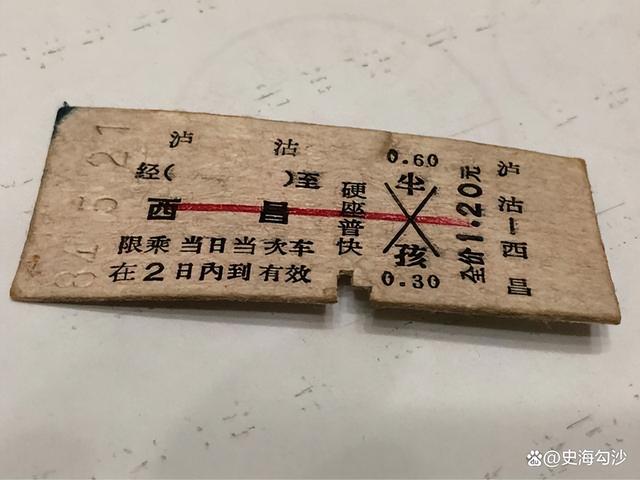 泸沽
经( )至
西昌
限乘当日当次车
在2日内到有效
硬座普快
0.60
半
孩
0.30
全价1.20元
泸沽—西昌
@史海勾沙